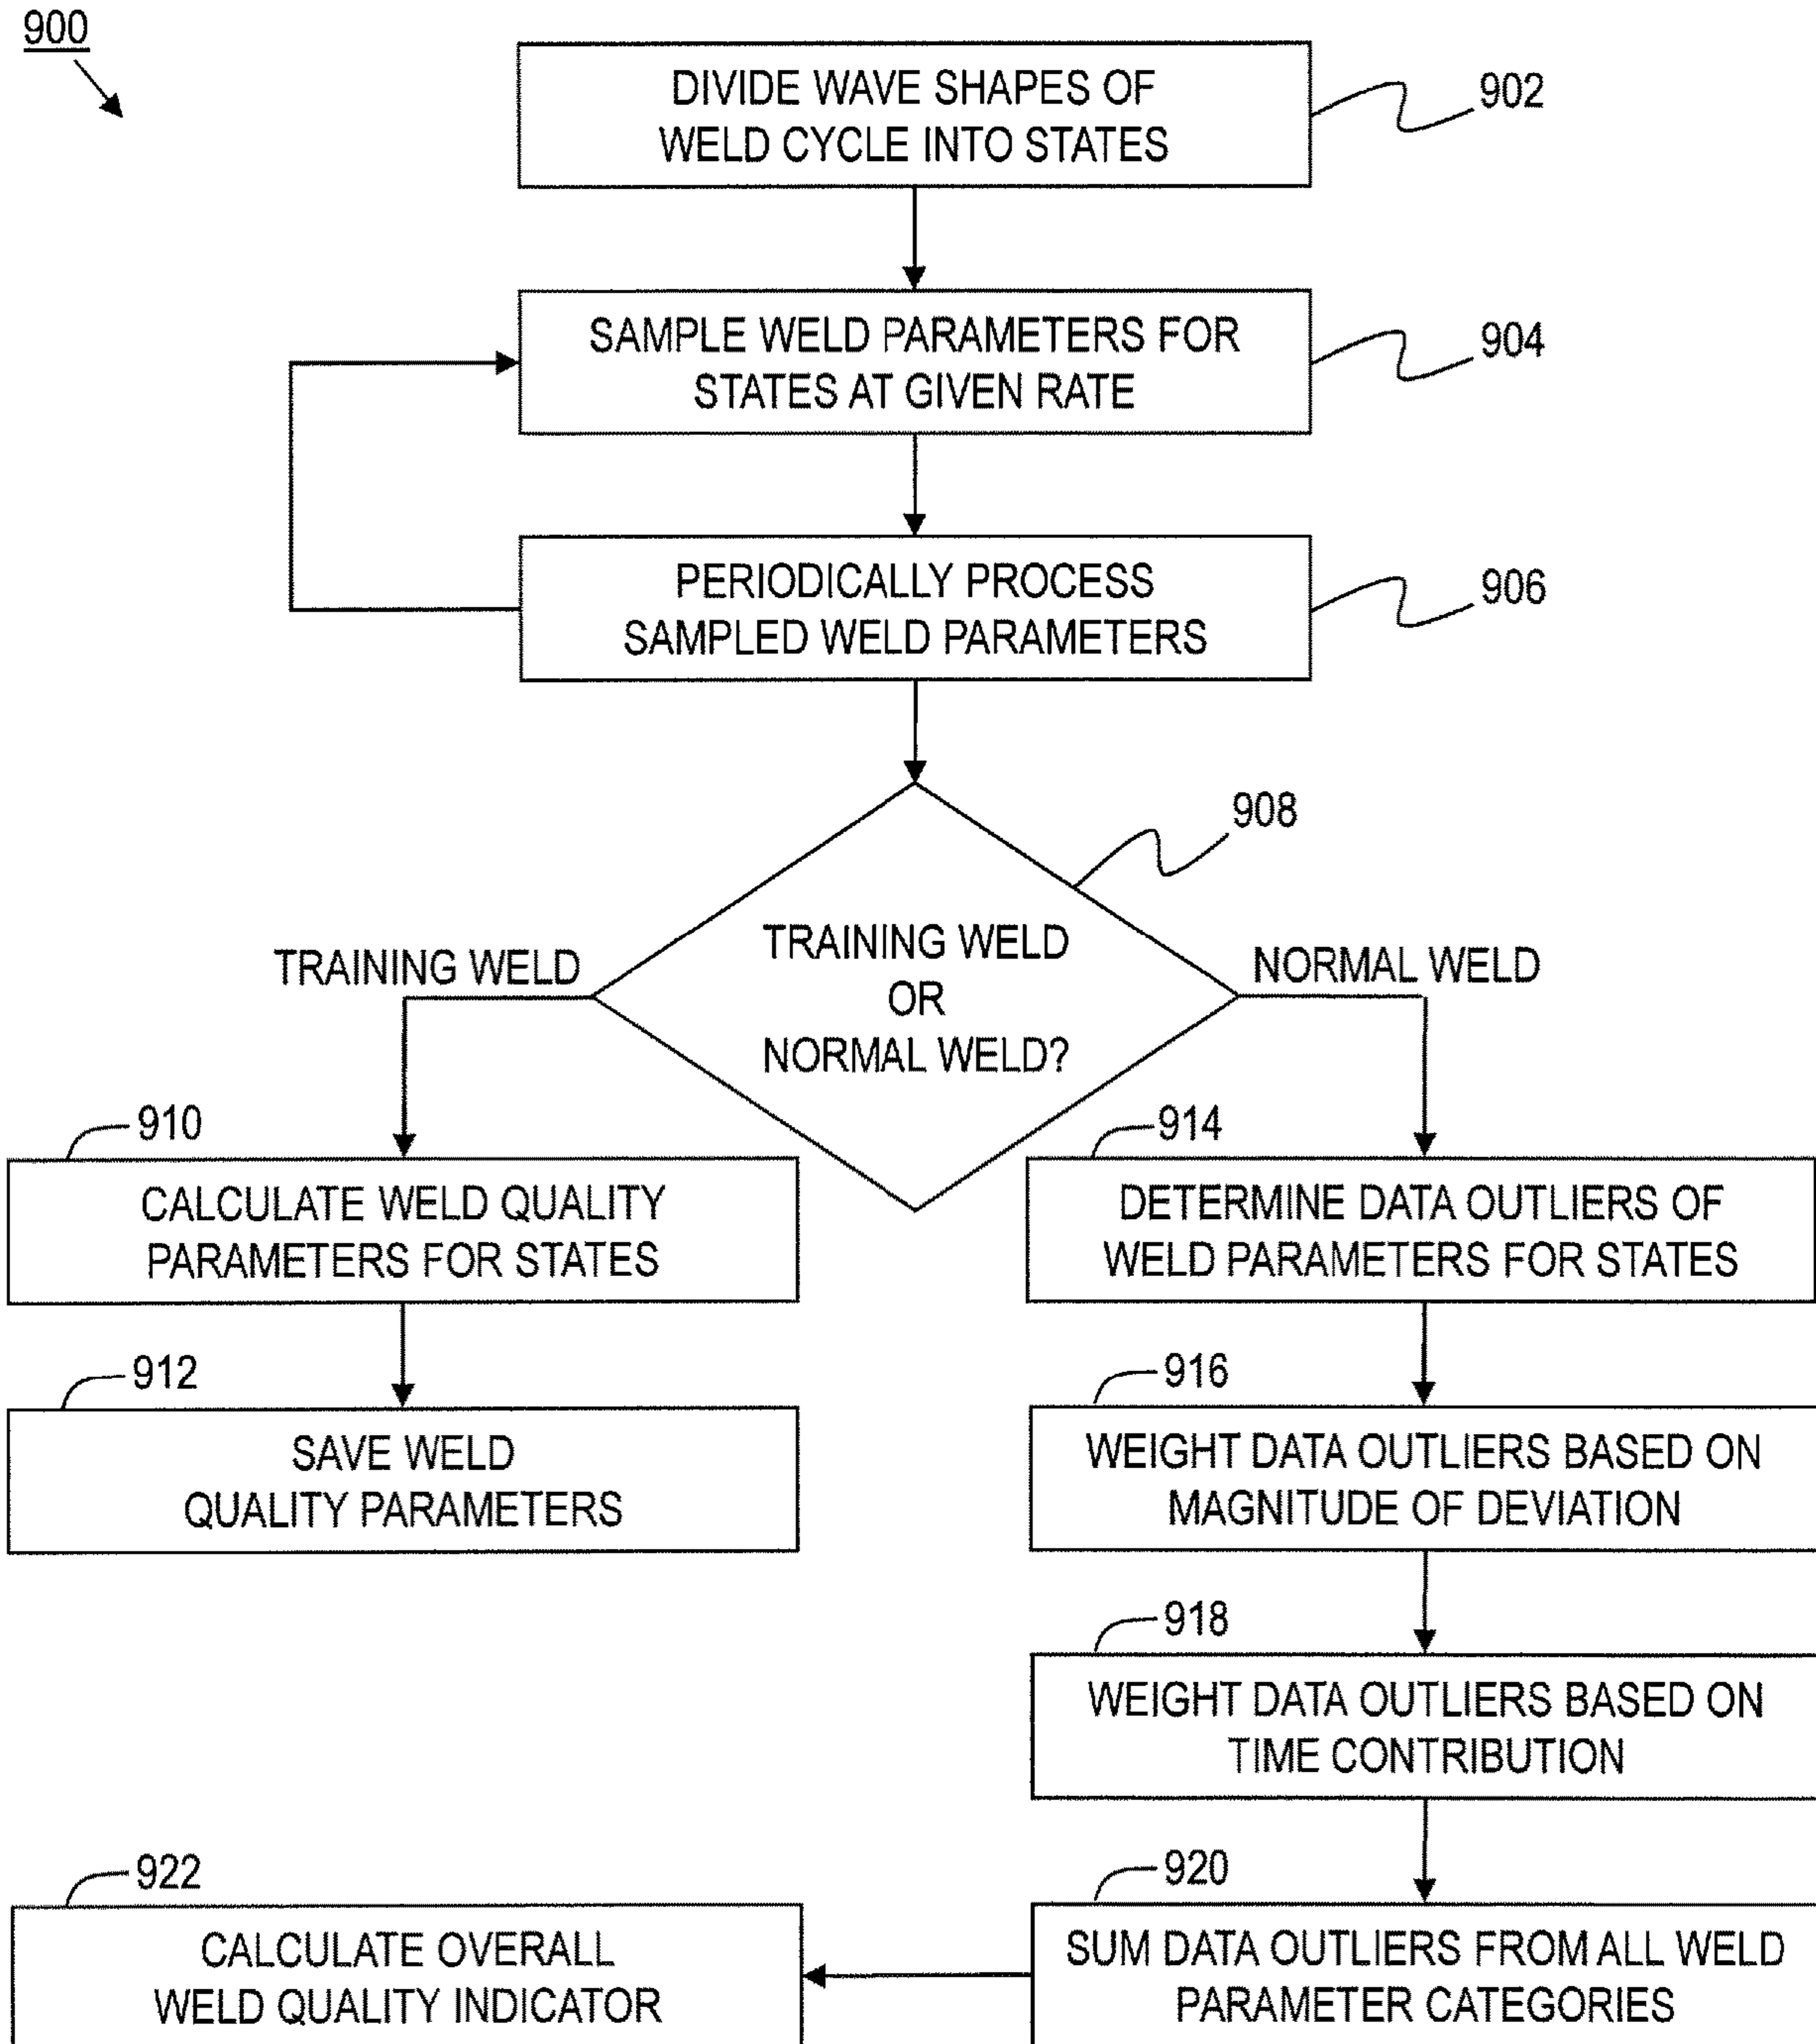 900
DIVIDE WAVE SHAPES OF
WELD CYCLE INTO STATES
902
SAMPLE WELD PARAMETERS FOR
STATES AT GIVEN RATE
904
PERIODICALLY PROCESS
SAMPLED WELD PARAMETERS
906
908
TRAINING WELD
OR
NORMAL WELD?
TRAINING WELD
NORMAL WELD
910
CALCULATE WELD QUALITY
PARAMETERS FOR STATES
912
SAVE WELD
QUALITY PARAMETERS
914
DETERMINE DATA OUTLIERS OF
WELD PARAMETERS FOR STATES
916
WEIGHT DATA OUTLIERS BASED ON
MAGNITUDE OF DEVIATION
918
WEIGHT DATA OUTLIERS BASED ON
TIME CONTRIBUTION
920
SUM DATA OUTLIERS FROM ALL WELD
PARAMETER CATEGORIES
922
CALCULATE OVERALL
WELD QUALITY INDICATOR